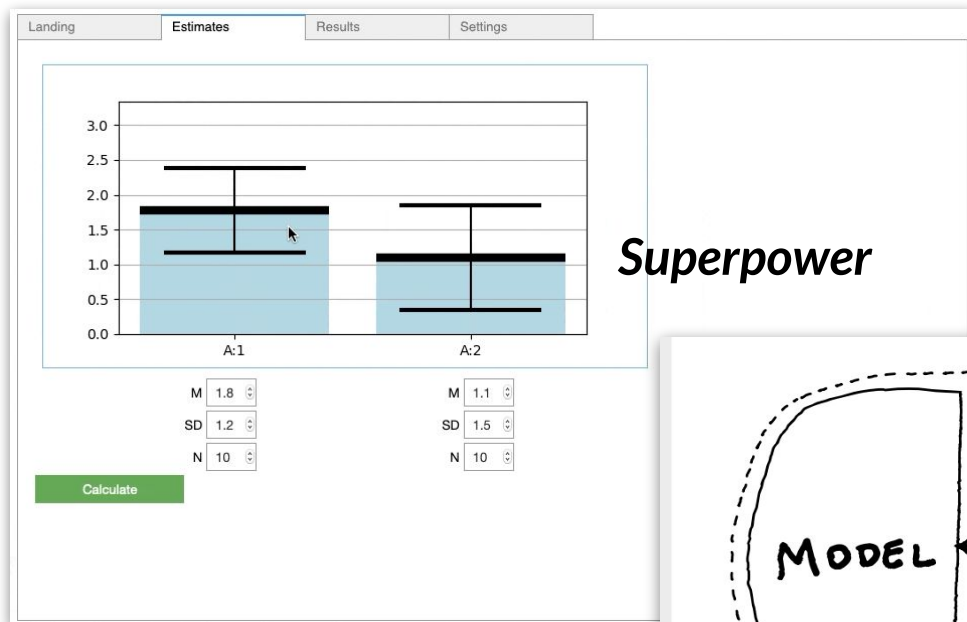 Landing Estimates Results Settings
3.0
2.5
2.0
1.5
1.0
0.5
0.0
A:1 A:2
M 1.8 M 1.1
SD 1.2 SD 1.5
N 10 N 10
Calculate
Superpower
MODEL